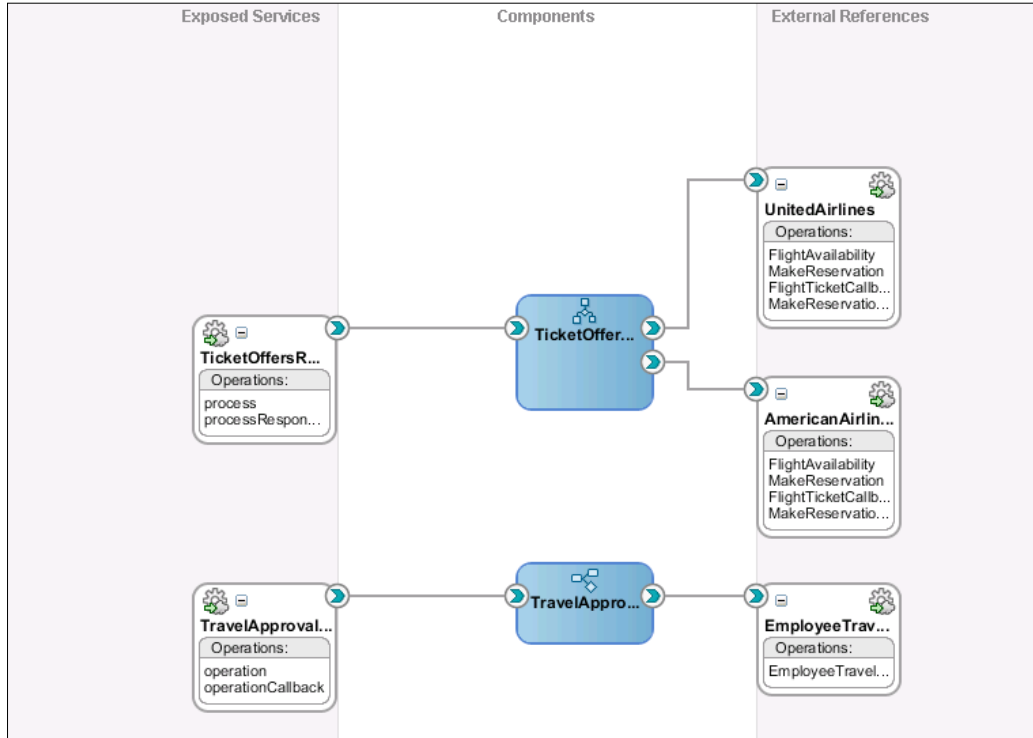 Exposed Services
Components
External References
UnitedAirlines
Operations:
FlightAvailability
MakeReservation
FlightTicketCallb...
MakeReservatio...
TicketOffersR...
Operations:
process
processRespon...
TicketOffer...
AmericanAirlin...
Operations:
FlightAvailability
MakeReservation
FlightTicketCallb...
MakeReservatio...
TravelApproval...
Operations:
operation
operationCallback
TravelAppro...
EmployeeTrav...
Operations:
EmployeeTravel...